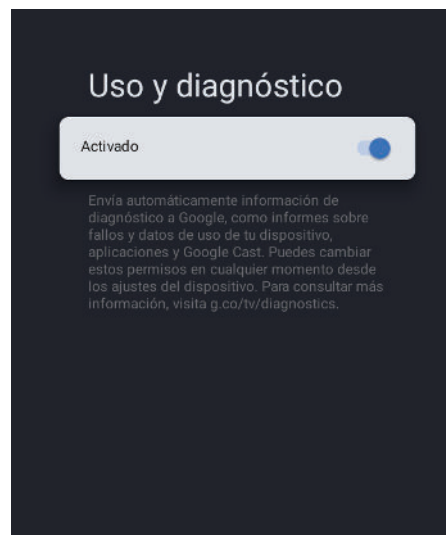 Uso y diagnóstico
Activado
Envía automáticamente información de
diagnóstico a Google, como informes sobre
fallos y datos de uso de tu dispositivo,
aplicaciones y Google Cast. Puedes cambiar
estos permisos en cualquier momento desde
los ajustes del dispositivo. Para consultar más
información, visita g.co/tv/diagnostics.